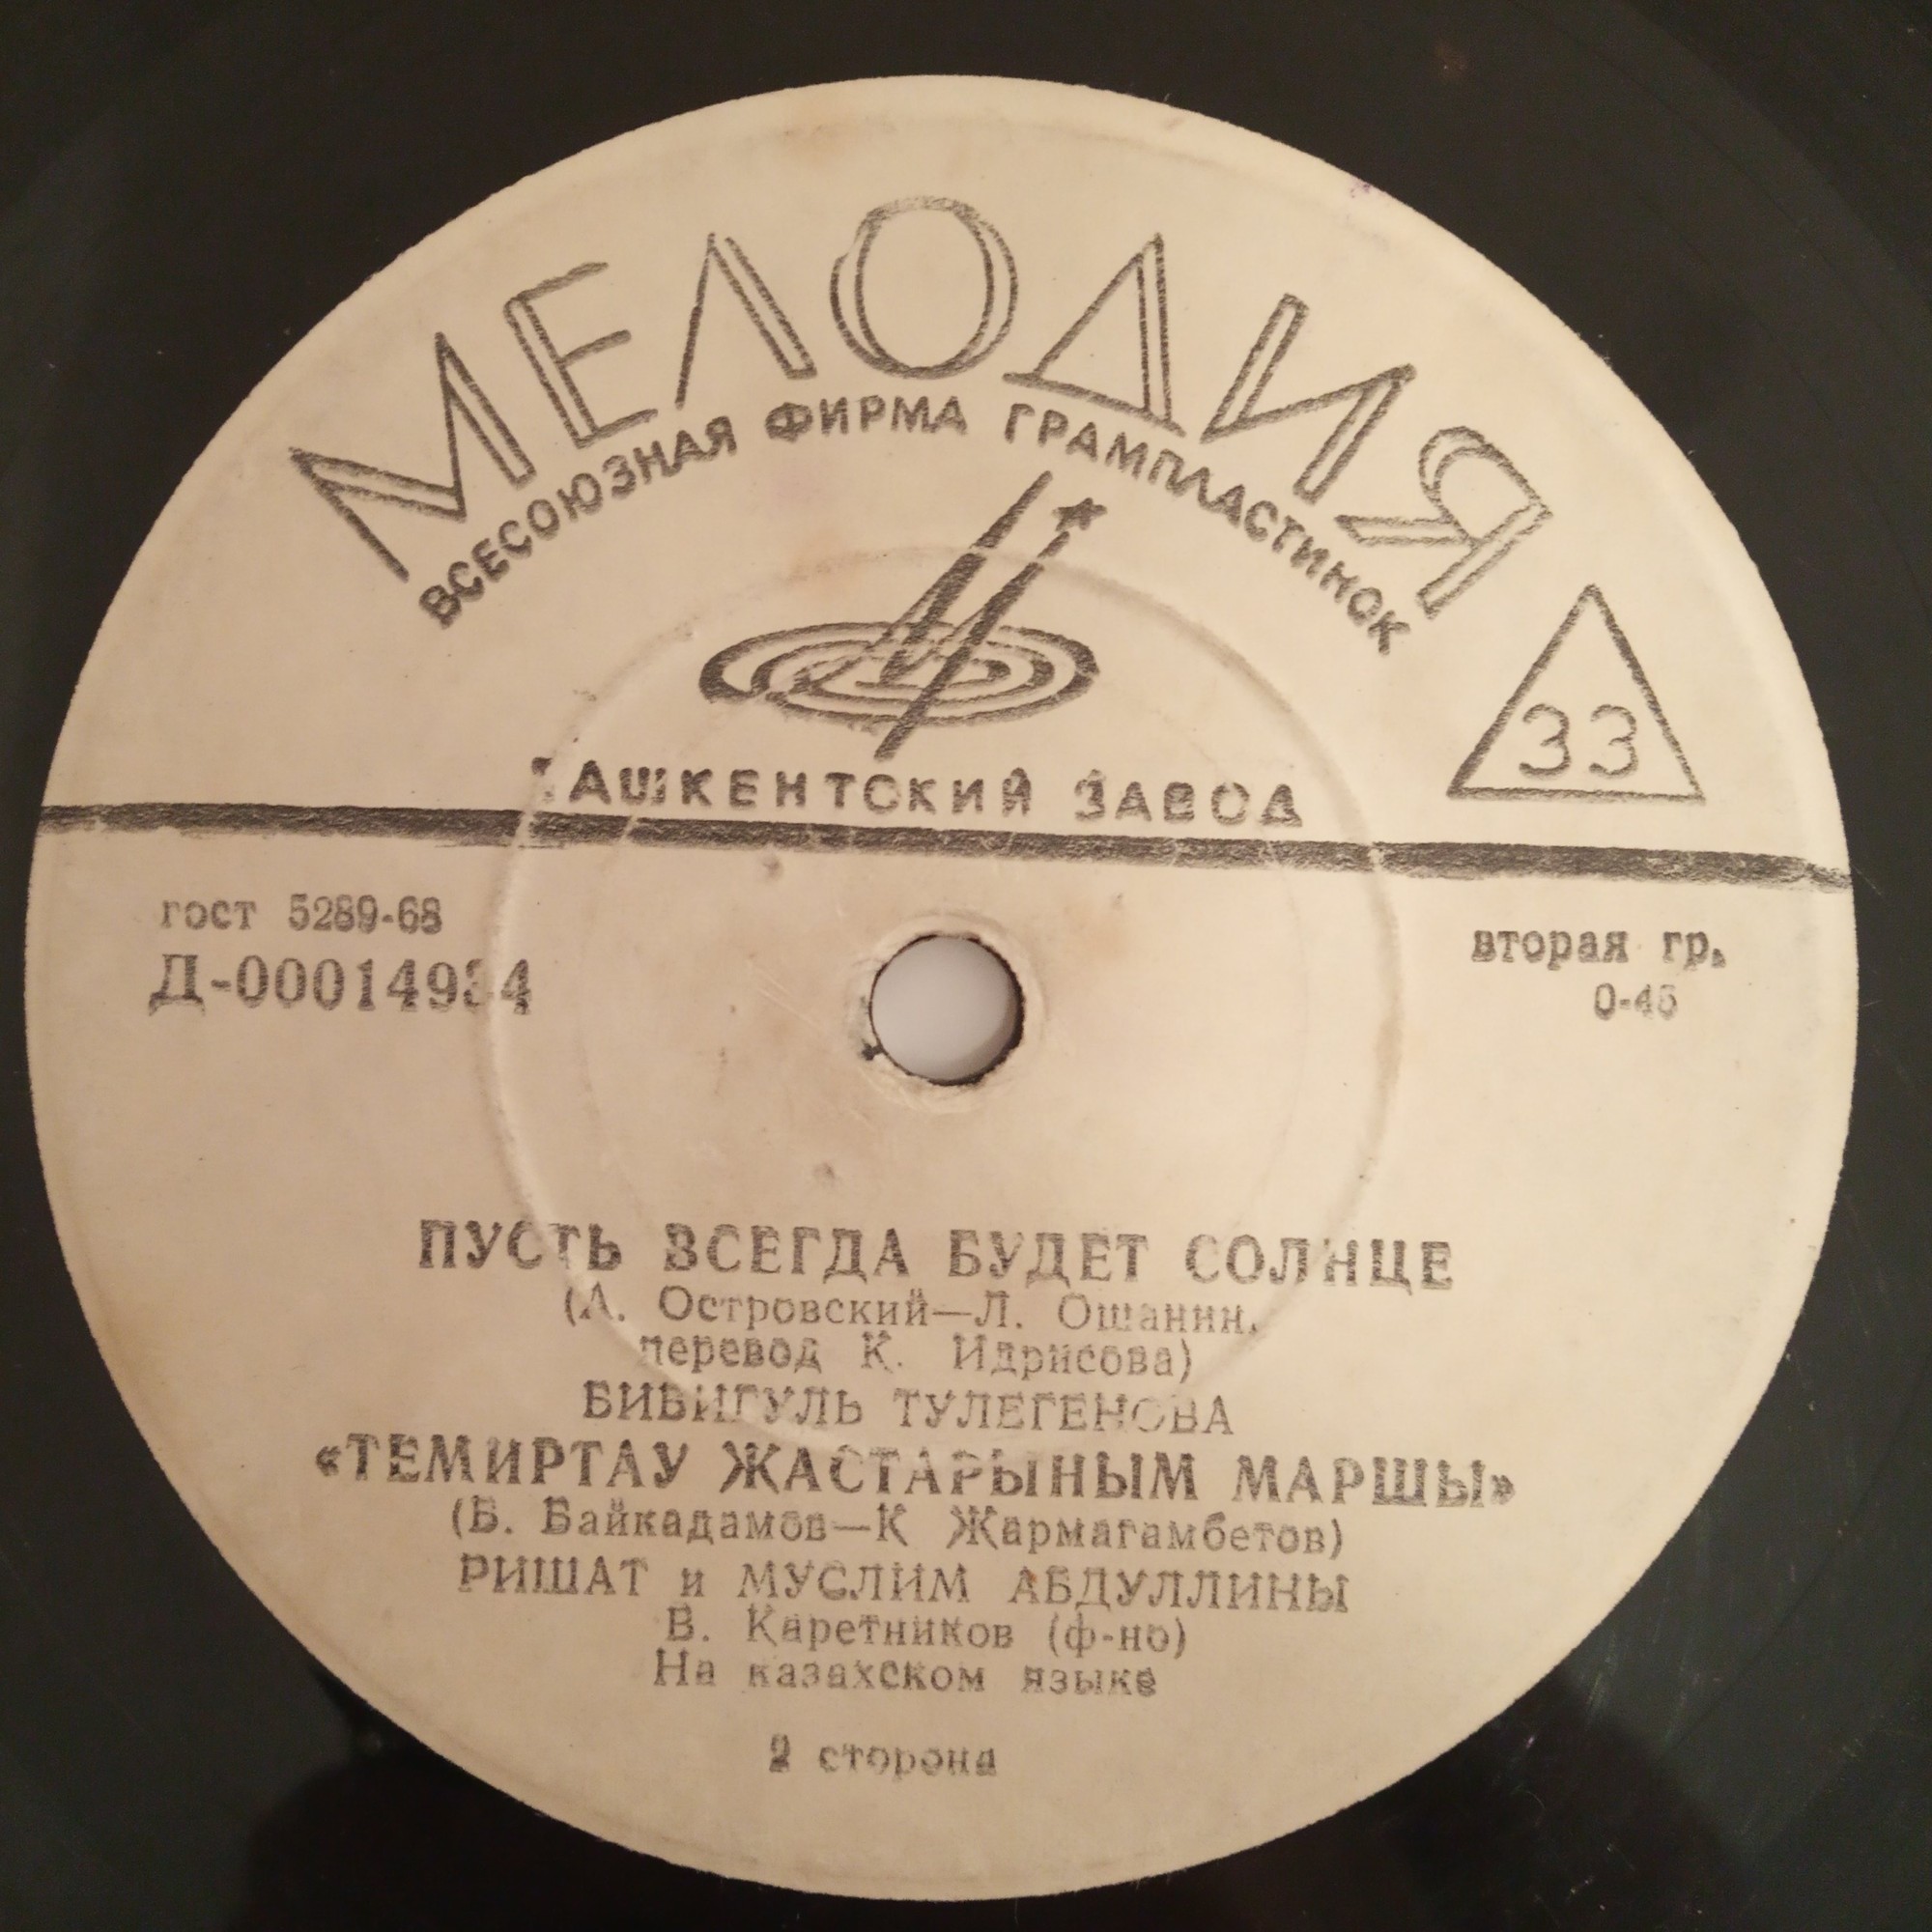 МЕЛОДИЯ
ВСЕСОЮЗНАЯ ФИРМА ГРАМПЛАСТИНОК
33
ТАШКЕНТСКИЙ ЗАВОД
гост 5289-68
Д-00014934
вторая гр.
0-45
ПУСТЬ ВСЕГДА БУДЕТ СОЛНЦЕ
(А. Островский—Л. Ошанин,
перевод К. Идрисова)
БИБИГУЛЬ ТУЛЕГЕНОВА
«ТЕМИРТАУ ЖАСТАРЫНЫМ МАРШЫ»
(Б. Байкадамов—К Жармагамбетов)
РИШАТ и МУСЛИМ АБДУЛЛИНЫ
В. Каретников (ф-но)
На казахском языке
2 сторона